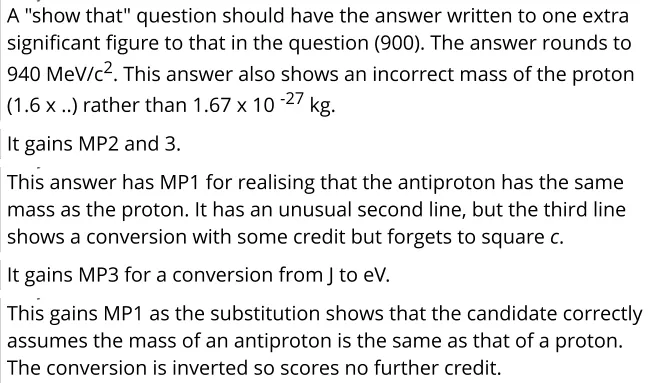 A "show that" question should have the answer written to one extra
significant figure to that in the question (900). The answer rounds to
940 MeV/c². This answer also shows an incorrect mass of the proton
(1.6 x ..) rather than 1.67 x 10 ⁻²⁷ kg.
It gains MP2 and 3.
This answer has MP1 for realising that the antiproton has the same
mass as the proton. It has an unusual second line, but the third line
shows a conversion with some credit but forgets to square c.
It gains MP3 for a conversion from J to eV.
This gains MP1 as the substitution shows that the candidate correctly
assumes the mass of an antiproton is the same as that of a proton.
The conversion is inverted so scores no further credit.